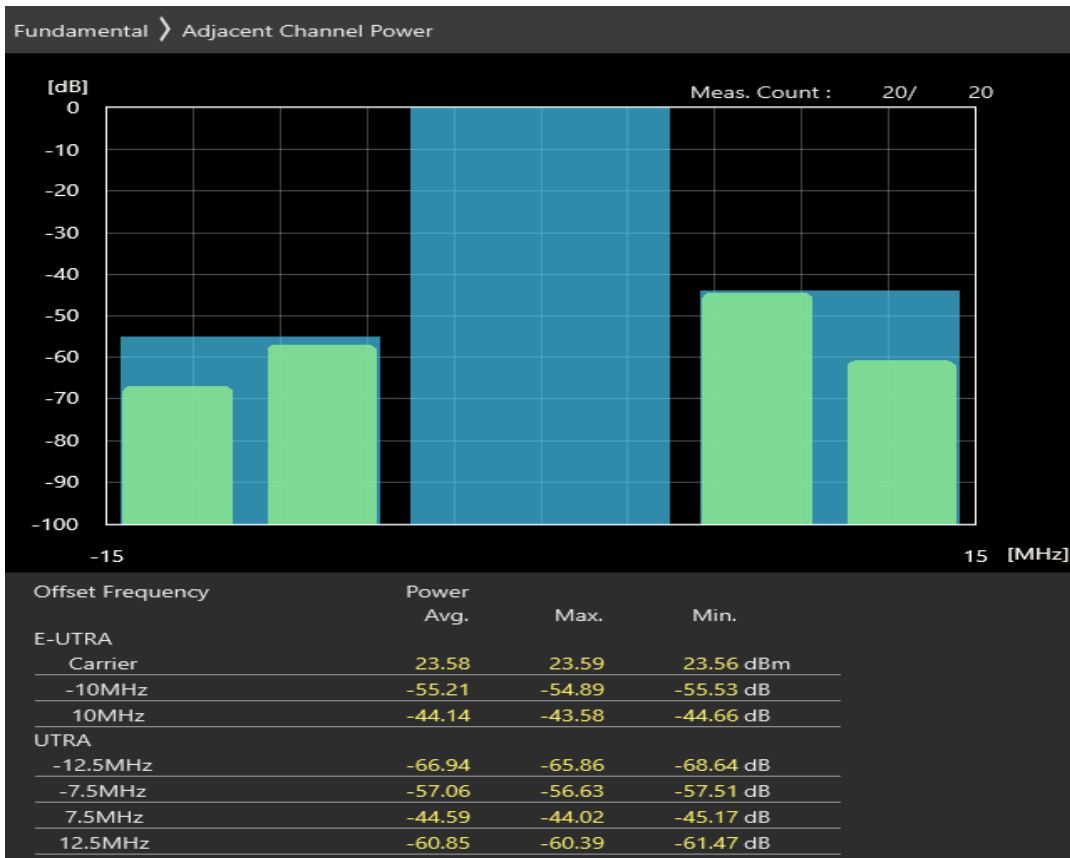 Fundamental 〉 Adjacent Channel Power
[dB]
Meas. Count : 20/ 20
0
-10
-20
-30
-40
-50
-60
-70
-80
-90
-100
-15 15 [MHz]
Offset Frequency Power
Avg. Max. Min.
E-UTRA
Carrier 23.58 23.59 23.56 dBm
-10MHz -55.21 -54.89 -55.53 dB
10MHz -44.14 -43.58 -44.66 dB
UTRA
-12.5MHz -66.94 -65.86 -68.64 dB
-7.5MHz -57.06 -56.63 -57.51 dB
7.5MHz -44.59 -44.02 -45.17 dB
12.5MHz -60.85 -60.39 -61.47 dB